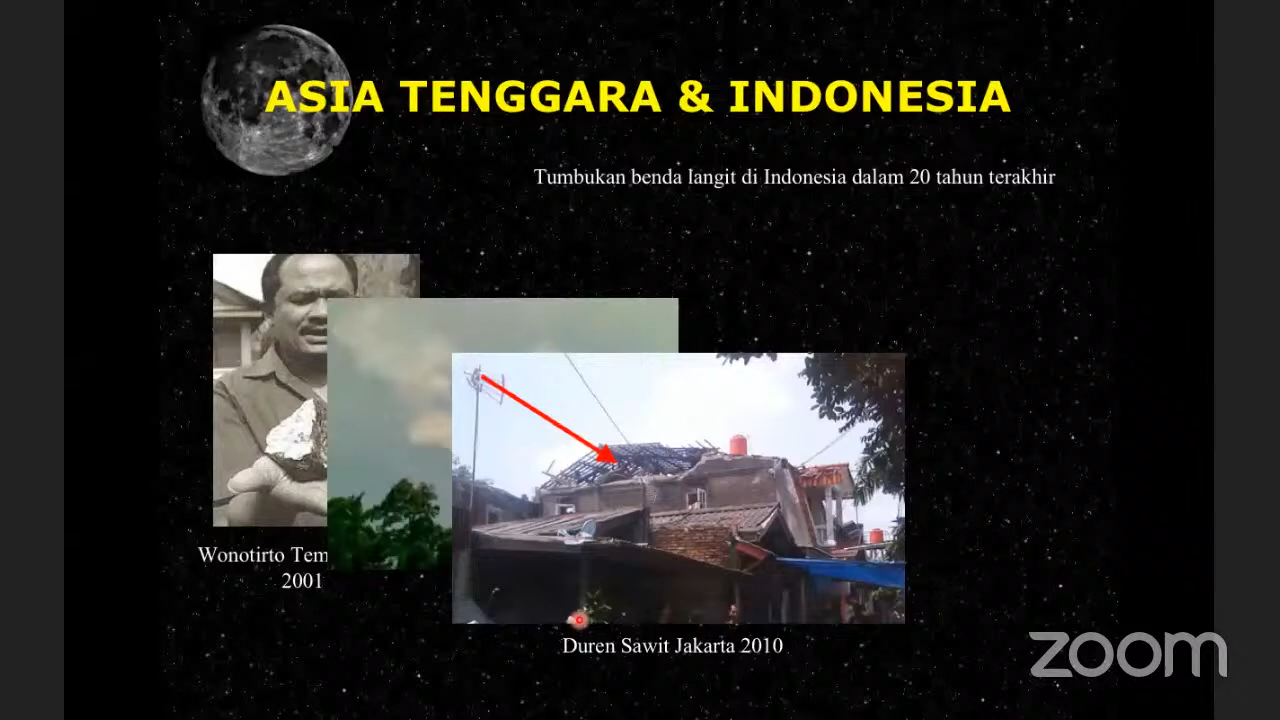 ASIA TENGGARA & INDONESIA
Tumbukan benda langit di Indonesia dalam 20 tahun terakhir
Wonotirto Tem
2001
Duren Sawit Jakarta 2010
zoom